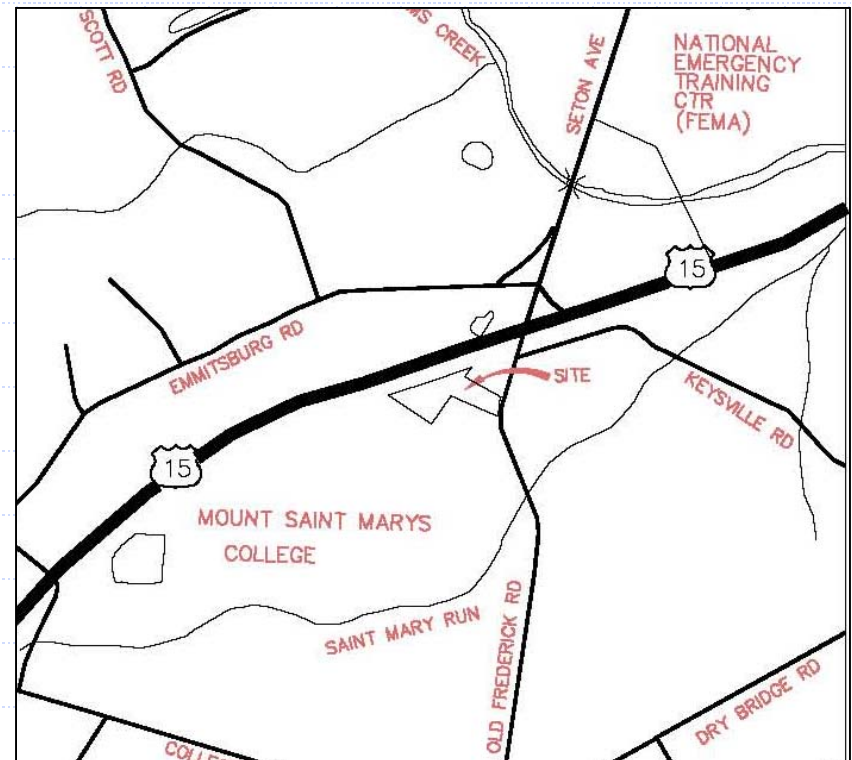 SCOTT RD
MS CREEK
SETON AVE
NATIONAL
EMERGENCY
TRAINING
CTR
(FEMA)
15
EMMITSBURG RD
SITE
KEYSVILLE RD
15
MOUNT SAINT MARYS
COLLEGE
SAINT MARY RUN
OLD FREDERICK RD
DRY BRIDGE RD